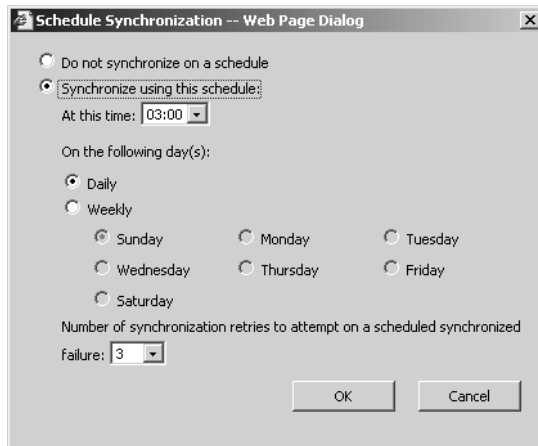 Schedule Synchronization -- Web Page Dialog
Do not synchronize on a schedule
Synchronize using this schedule:
At this time: 03:00
On the following day(s):
Daily
Weekly
Sunday Monday Tuesday
Wednesday Thursday Friday
Saturday
Number of synchronization retries to attempt on a scheduled synchronized
failure: 3
OK Cancel